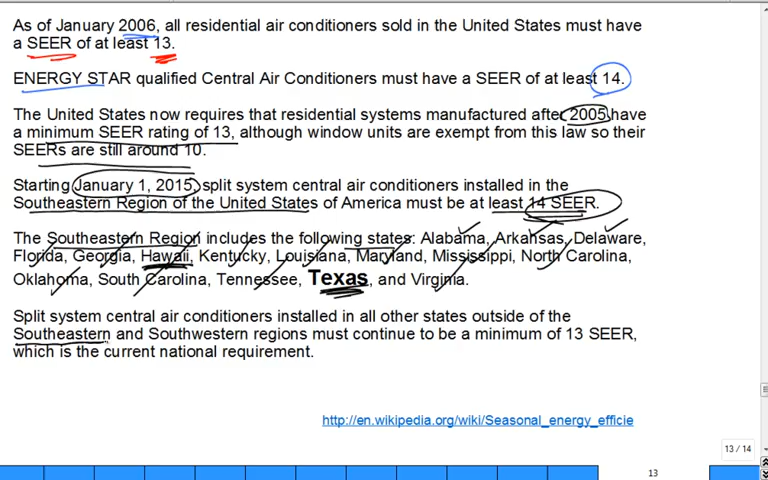 As of January 2006, all residential air conditioners sold in the United States must have
a SEER of at least 13.
ENERGY STAR qualified Central Air Conditioners must have a SEER of at least 14.
The United States now requires that residential systems manufactured after 2005 have
a minimum SEER rating of 13, although window units are exempt from this law so their
SEERs are still around 10.
Starting January 1, 2015, split system central air conditioners installed in the
Southeastern Region of the United States of America must be at least 14 SEER.
The Southeastern Region includes the following states: Alabama, Arkansas, Delaware,
Florida, Georgia, Hawaii, Kentucky, Louisiana, Maryland, Mississippi, North Carolina,
Oklahoma, South Carolina, Tennessee, Texas, and Virginia.
Split system central air conditioners installed in all other states outside of the
Southeastern and Southwestern regions must continue to be a minimum of 13 SEER,
which is the current national requirement.
http://en.wikipedia.org/wiki/Seasonal_energy_efficie
13 / 14
13